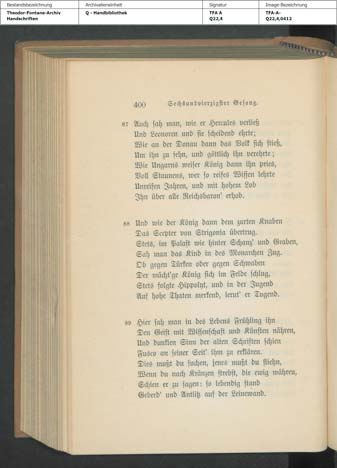 Bestandsbezeichnung Archivalieneinheit Signatur Image-Bezeichnung
Theodor-Fontane-Archiv Q - Handbibliothek TFA A TFA-A-
Handschriften Q22,4 Q22,4,0412
400 Sechsundvierzigster Gesang.
87 Auch sah man, wie er Hercules verließ
Und Leonoren und sie scheidend ehrte;
Wie an der Donau dann das Volk sich stieß,
Um ihn zu sehn, und göttlich ihn verehrte;
Wie Ungarns weiser König ihn pries,
Voll Staunens, wer so reifes Wissen lehrte
Unreifen Jahren, und mit hohem Lob
Ihn über alle Reichsbaron' erhob.
88 Und wie der König dann dem zarten Knaben
Das Scepter von Strigonia übertrug.
Stets, im Palast wie hinter Schanz' und Graben,
Sah man das Kind in des Monarchen Zug.
Ob gegen Türken oder gegen Schwaben
Der mächt'ge König sich im Felde schlug,
Stets folgte Hippolyt, und in der Jugend
Auf hohe Thaten merkend, lernt' er Tugend.
89 Hier sah man in des Lebens Frühling ihn
Den Geist mit Wissenschaft und Künsten nähren,
Und dunklen Sinn der alten Schriften schien
Fusco an seiner Seit' ihm zu erklären.
Dies mußt du suchen, jenes mußt du fliehn,
Wenn du nach Kränzen strebst, die ewig währen,
Schien er zu sagen: so lebendig stand
Geberd' und Antlitz auf der Leinewand.